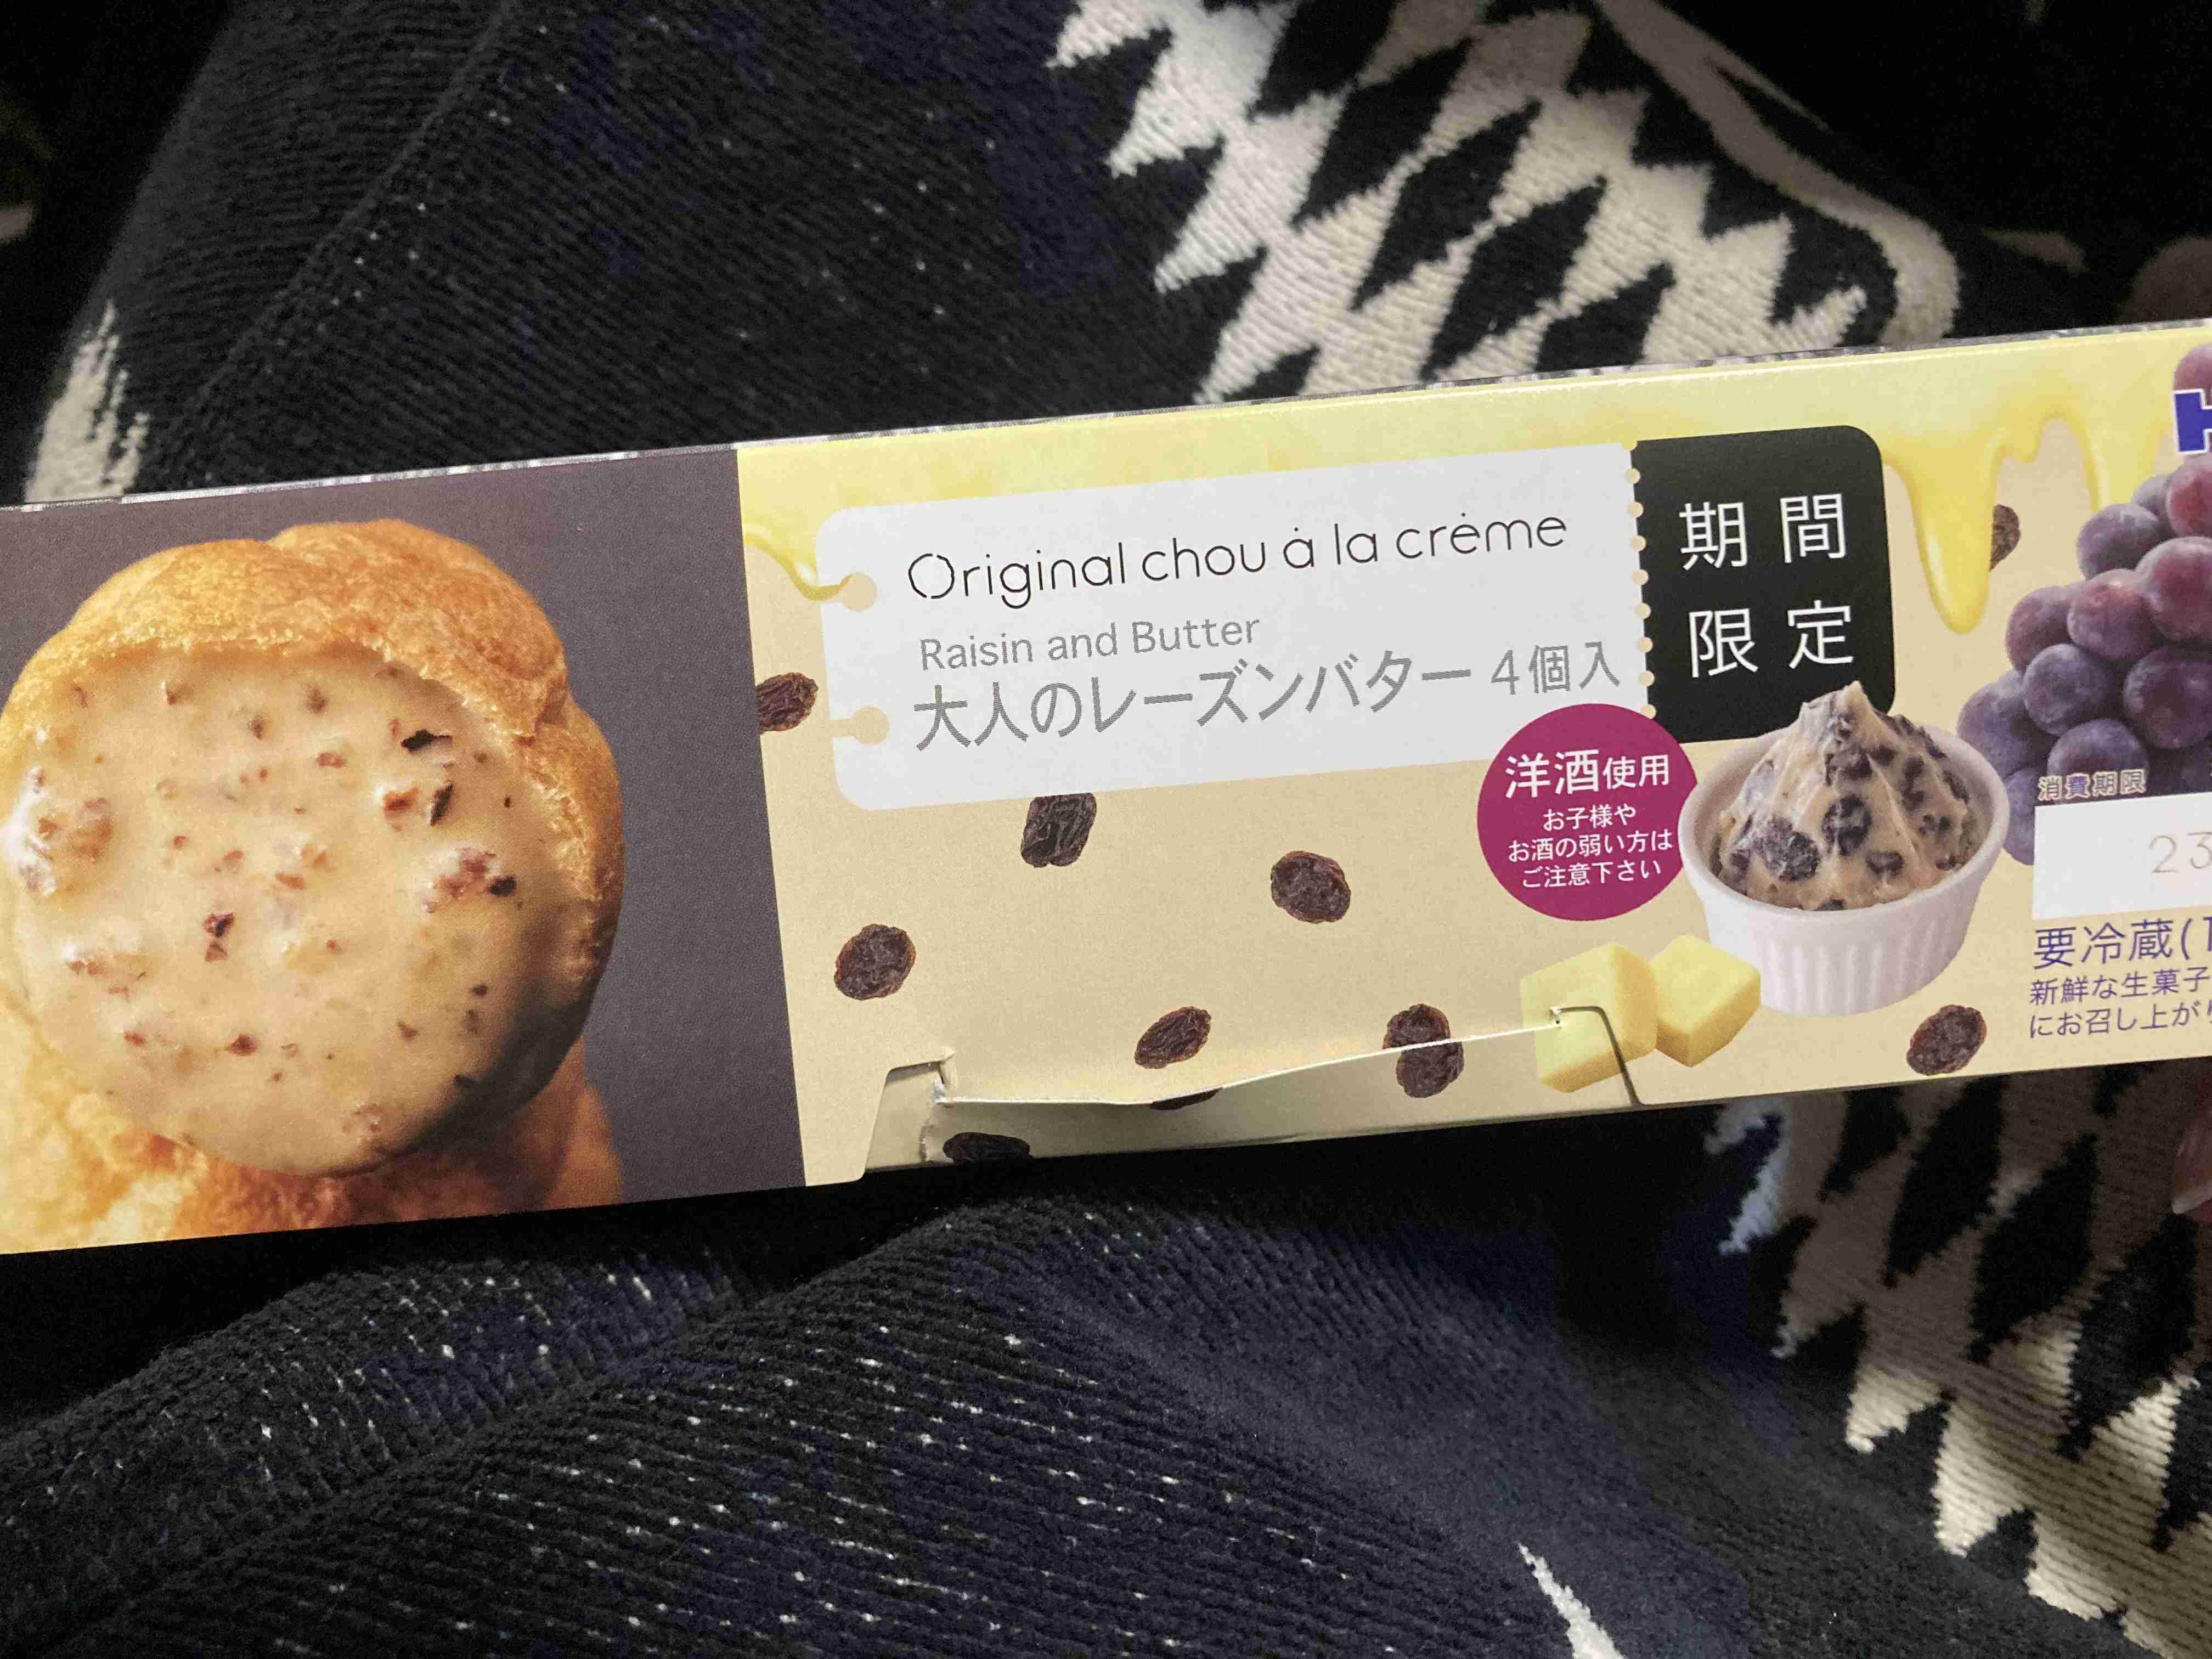 Original chou à la crème
Raisin and Butter
大人のレーズンバター 4個入
期間
限定
洋酒使用
お子様や
お酒の弱い方は
ご注意下さい
消費期限
23
要冷蔵(1
新鮮な生菓子
にお召し上が